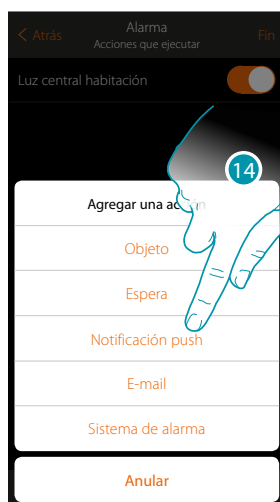 < Atrás
Alarma
Fin
Acciones que ejecutar
Luz central habitación
14
Agregar una acción
Objeto
Espera
Notificación push
E-mail
Sistema de alarma
Anular